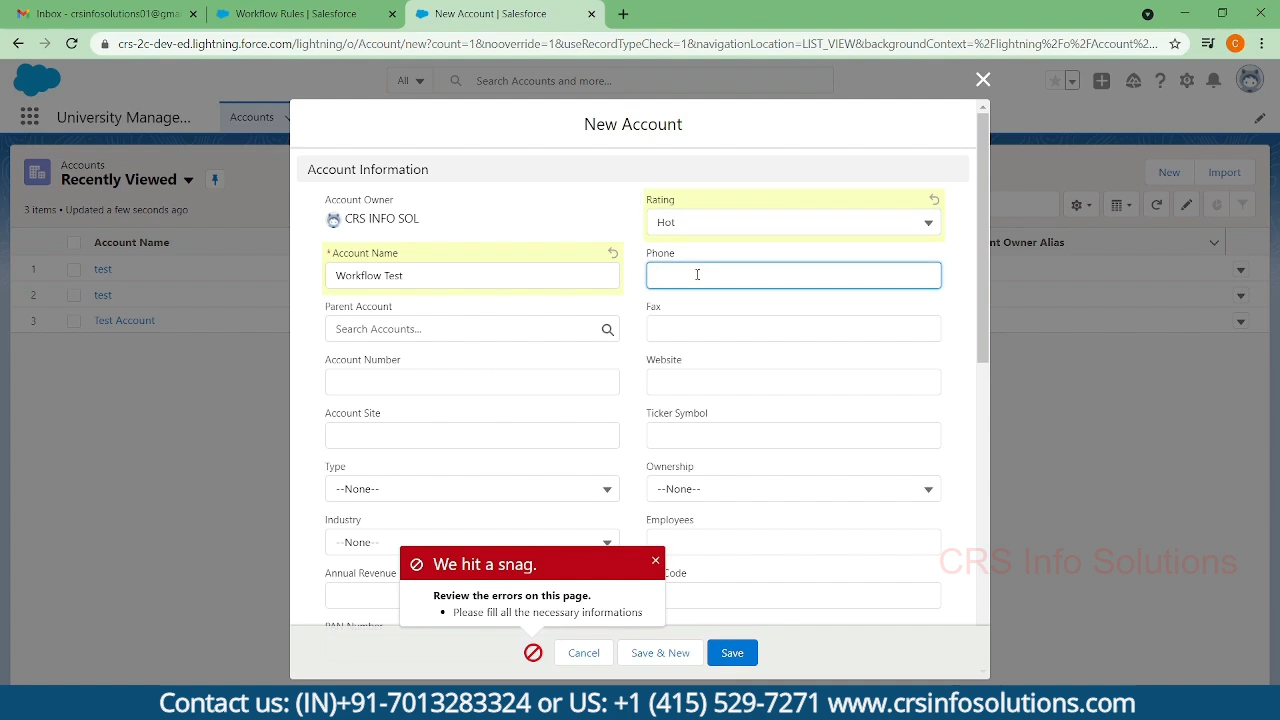 Inbox - crsinfosolutions01@gma
Workflow Rules | Salesforce
New Account | Salesforce
crs-2c-dev-ed.lightning.force.com/lightning/o/Account/new?count=1&nooverride=1&useRecordTypeCheck=1&navigationLocation=LIST_VIEW&backgroundContext=%2Flightning%2Fo%2FAccount%2...
C
All
Search Accounts and more...
University Manage...
Accounts
New Account
Accounts
Recently Viewed
New
Import
3 items • Updated a few seconds ago
Account Name
nt Owner Alias
1 test
2 test
3 Test Account
Account Information
Account Owner
CRS INFO SOL
Rating
Hot
* Account Name
Workflow Test
Phone
Parent Account
Search Accounts...
Fax
Account Number
Website
Account Site
Ticker Symbol
Type
--None--
Ownership
--None--
Industry
--None--
Employees
Annual Revenue
Code
PAN Number
We hit a snag.
Review the errors on this page.
• Please fill all the necessary informations
Cancel
Save & New
Save
CRS Info Solutions
Contact us: (IN)+91-7013283324 or US: +1 (415) 529-7271 www.crsinfosolutions.com